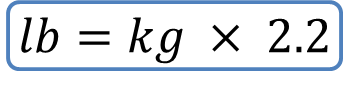 lb = kg × 2.2